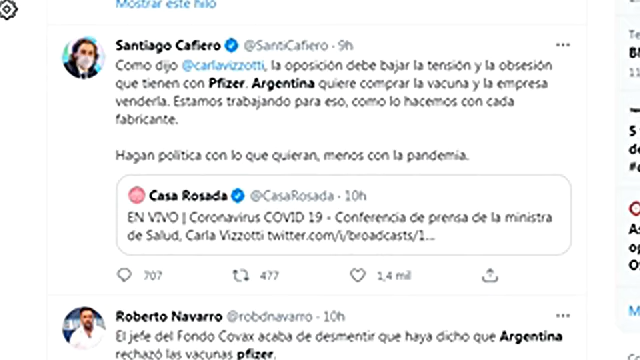 Mostrar este hilo
Santiago Cafiero @SantiCafiero · 9h
Como dijo @carlavizzotti, la oposición debe bajar la tensión y la obsesión
que tienen con Pfizer. Argentina quiere comprar la vacuna y la empresa
venderla. Estamos trabajando para eso, como lo hacemos con cada
fabricante.
Hagan política con lo que quieran, menos con la pandemia.
Casa Rosada @CasaRosada · 10h
EN VIVO | Coronavirus COVID 19 - Conferencia de prensa de la ministra
de Salud, Carla Vizzotti twitter.com/i/broadcasts/1...
707 477 1,4 mil
Roberto Navarro @robdnavarro · 10h
El jefe del Fondo Covax acaba de desmentir que haya dicho que Argentina
rechazó las vacunas pfizer.